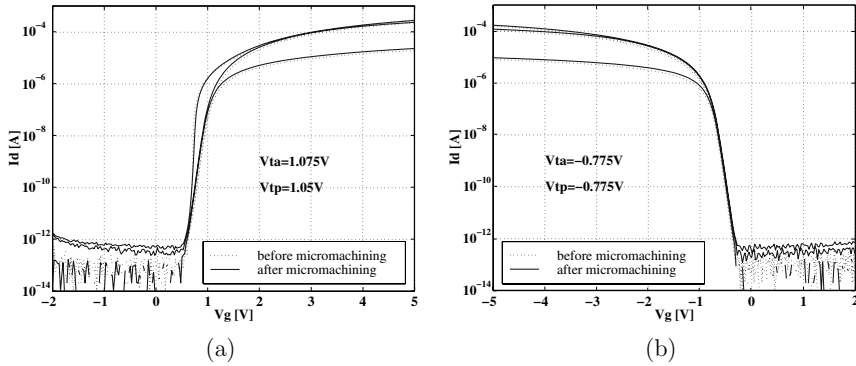 10^-4
10^-6
10^-8
10^-10
10^-12
10^-14
Id [A]
Vta=1.075V
Vtp=1.05V
before micromachining
after micromachining
−2 −1 0 1 2 3 4 5
Vg [V]
(a)
10^-4
10^-6
10^-8
10^-10
10^-12
10^-14
Id [A]
Vta=−0.775V
Vtp=−0.775V
before micromachining
after micromachining
−5 −4 −3 −2 −1 0 1 2
Vg [V]
(b)